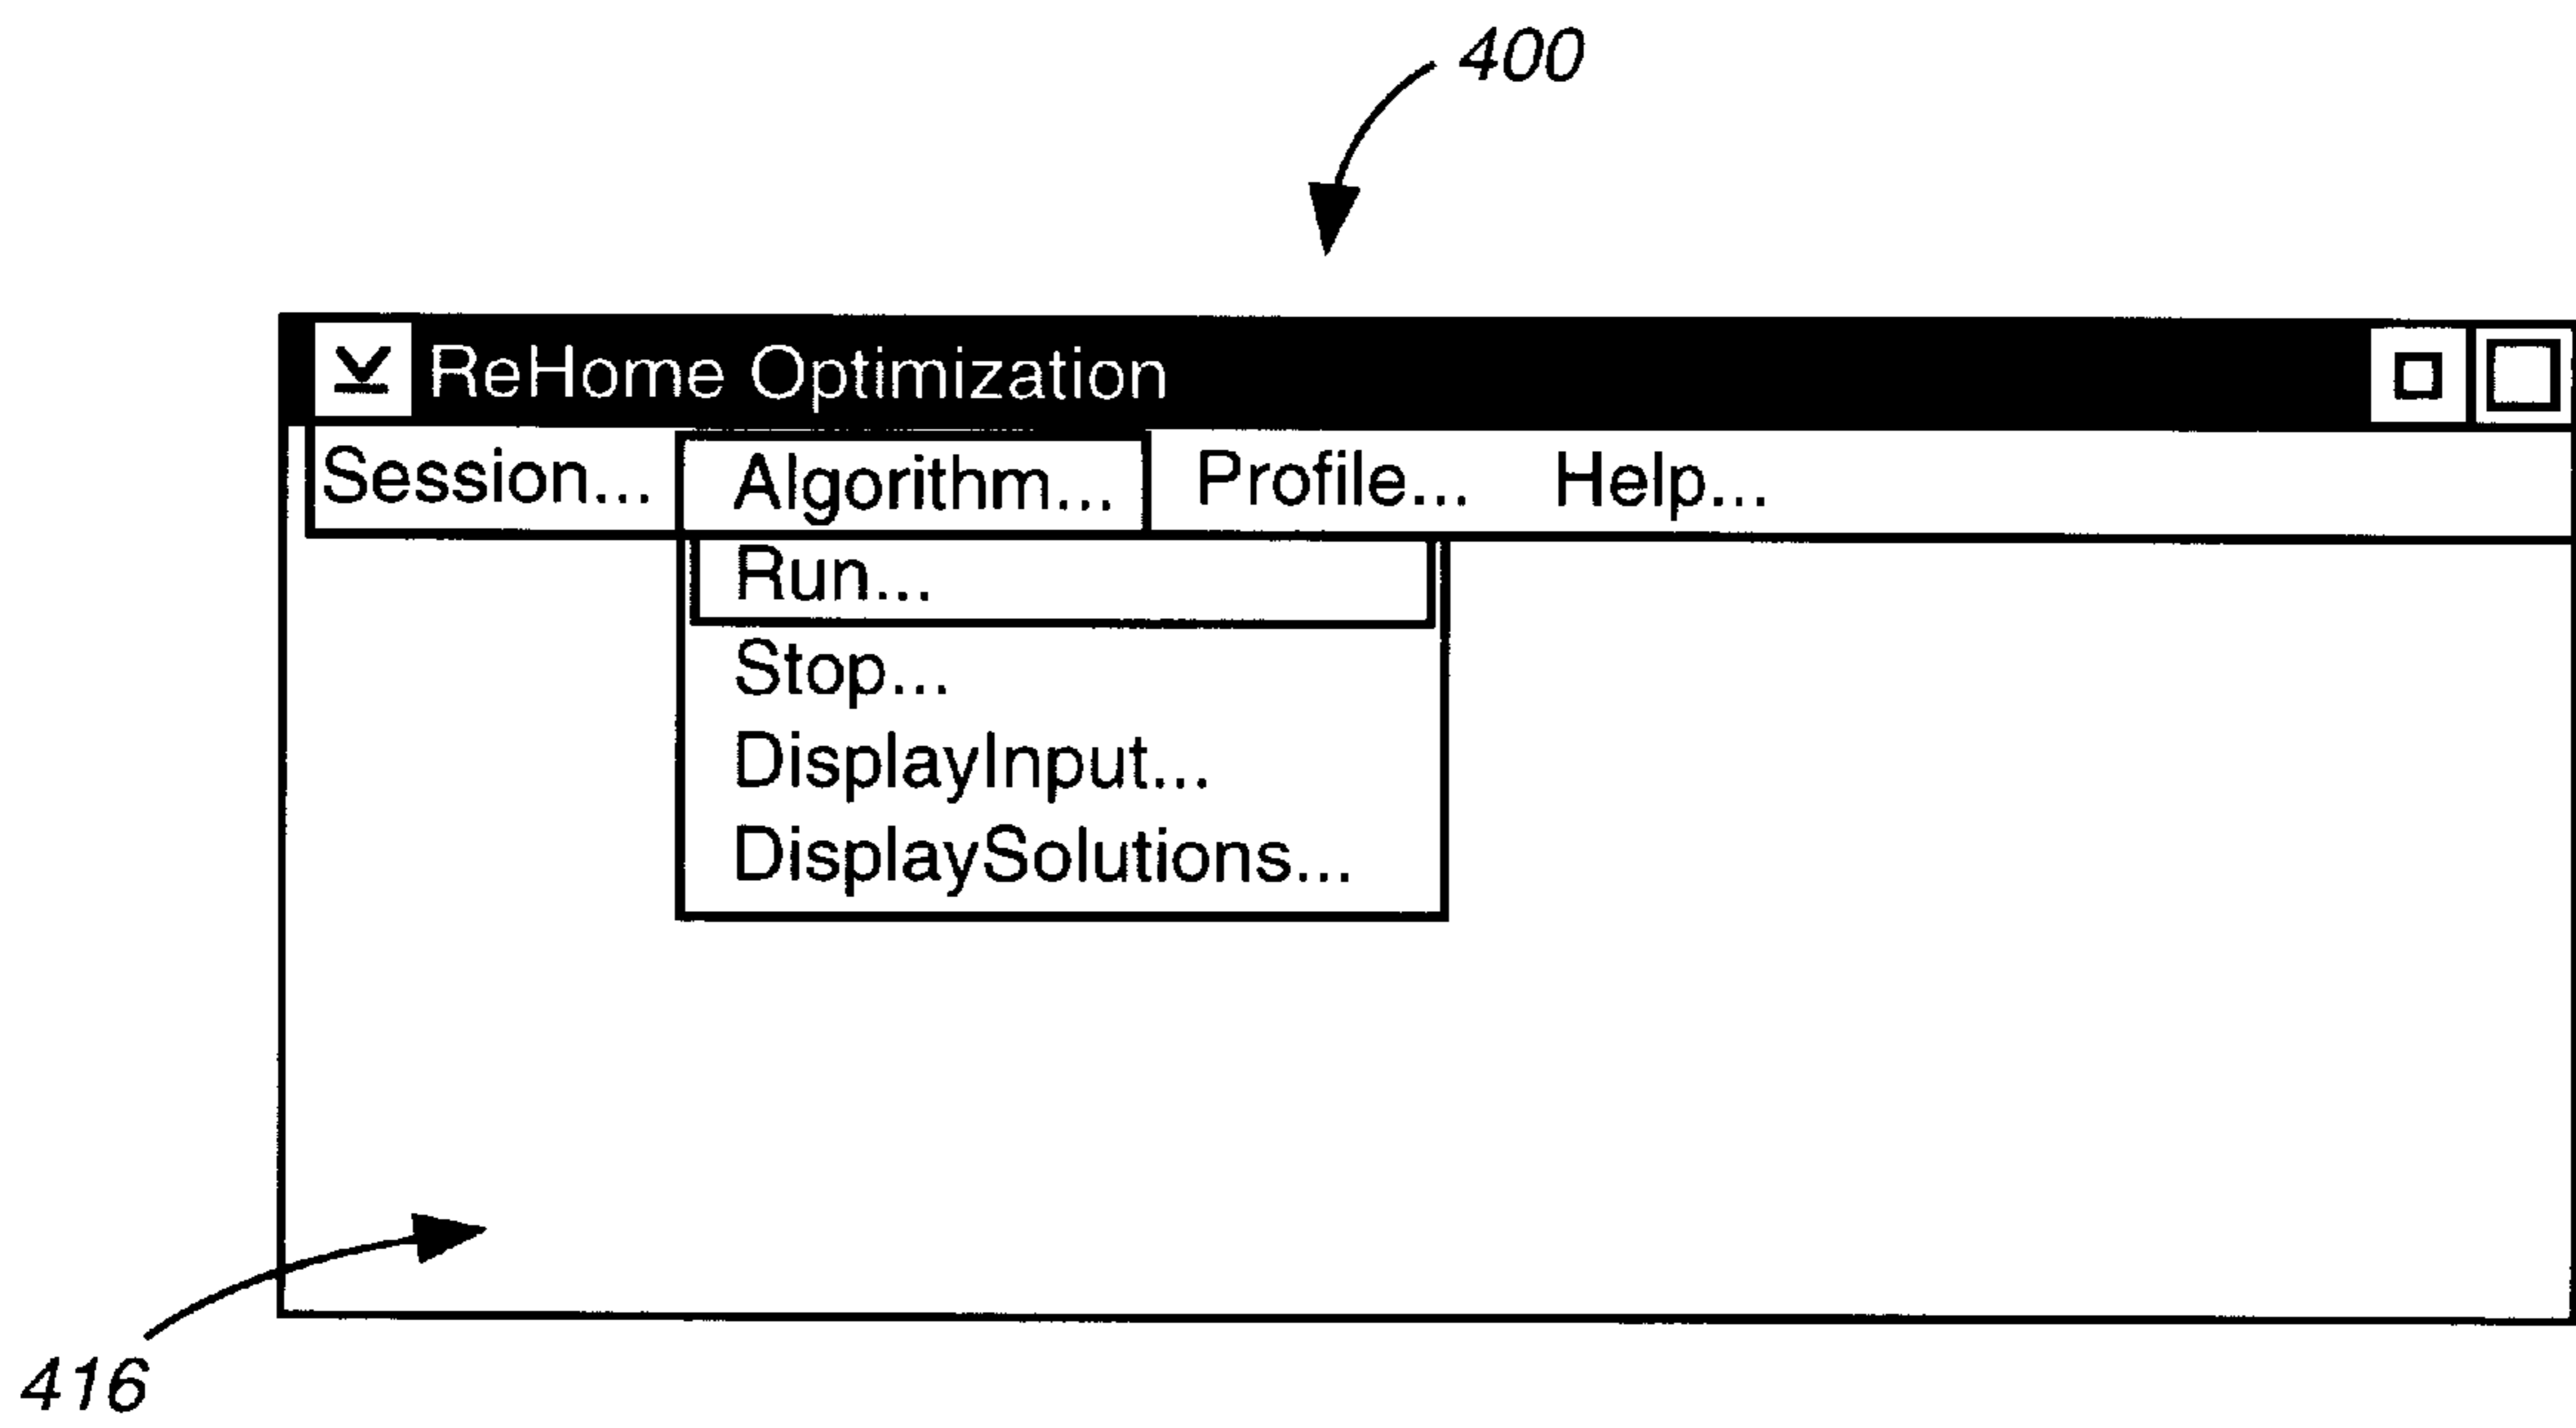 400
ReHome Optimization
Session... Algorithm... Profile... Help...
Run...
Stop...
DisplayInput...
DisplaySolutions...
416